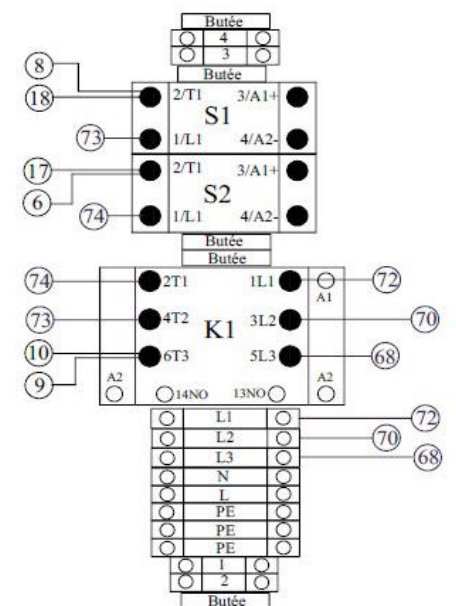 Butée
4
3
Butée
8 2/T1 3/A1+
18 S1
73 1/L1 4/A2-
17 2/T1 3/A1+
6 S2
74 1/L1 4/A2-
Butée
Butée
74 2T1 1L1 72
A1
73 4T2 K1 3L2 70
10 6T3 5L3 68
9 A2 A2
14NO 13NO
L1 72
L2 70
L3 68
N
L
PE
PE
PE
1
2
Butée